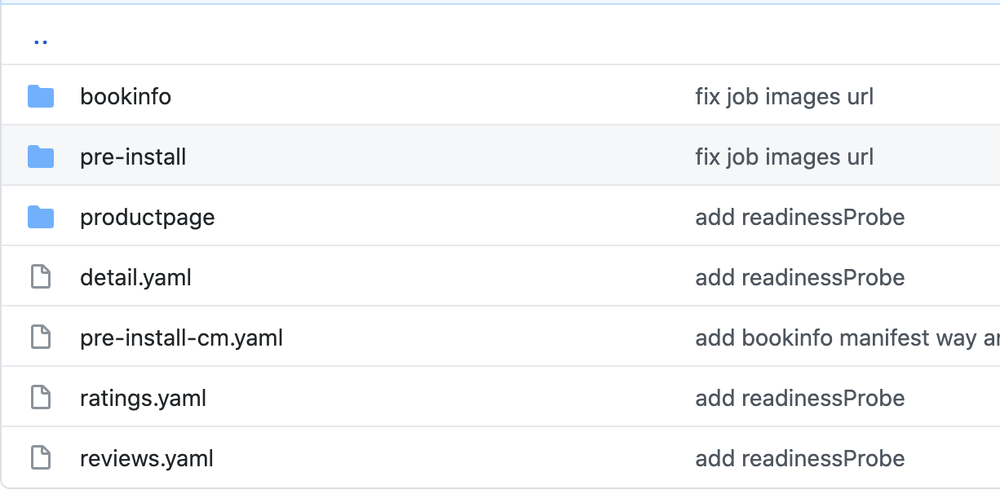 ..
bookinfo fix job images url
pre-install fix job images url
productpage add readinessProbe
detail.yaml add readinessProbe
pre-install-cm.yaml add bookinfo manifest way
ratings.yaml add readinessProbe
reviews.yaml add readinessProbe